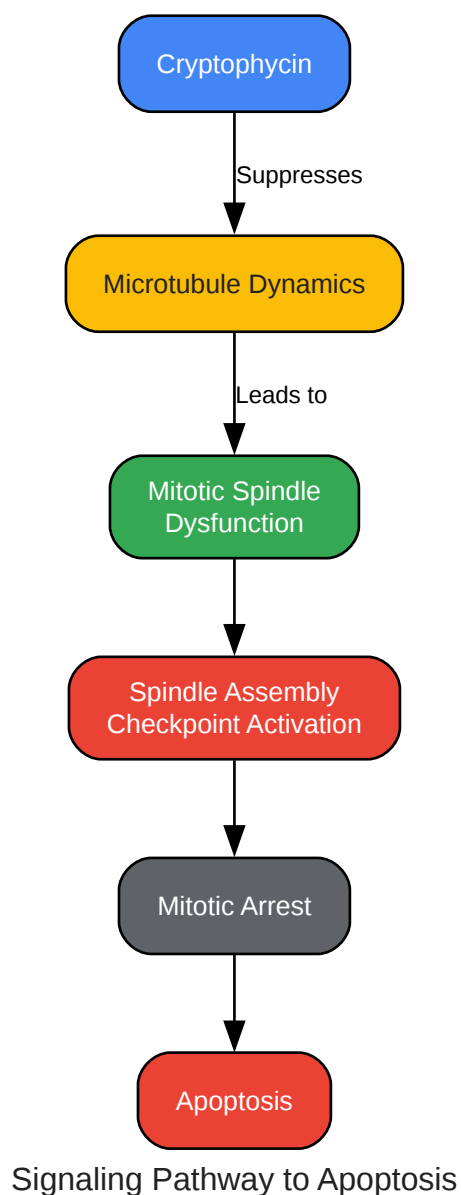 Cryptophycin
Suppresses
Microtubule Dynamics
Leads to
Mitotic Spindle
Dysfunction
Spindle Assembly
Checkpoint Activation
Mitotic Arrest
Apoptosis
Signaling Pathway to Apoptosis